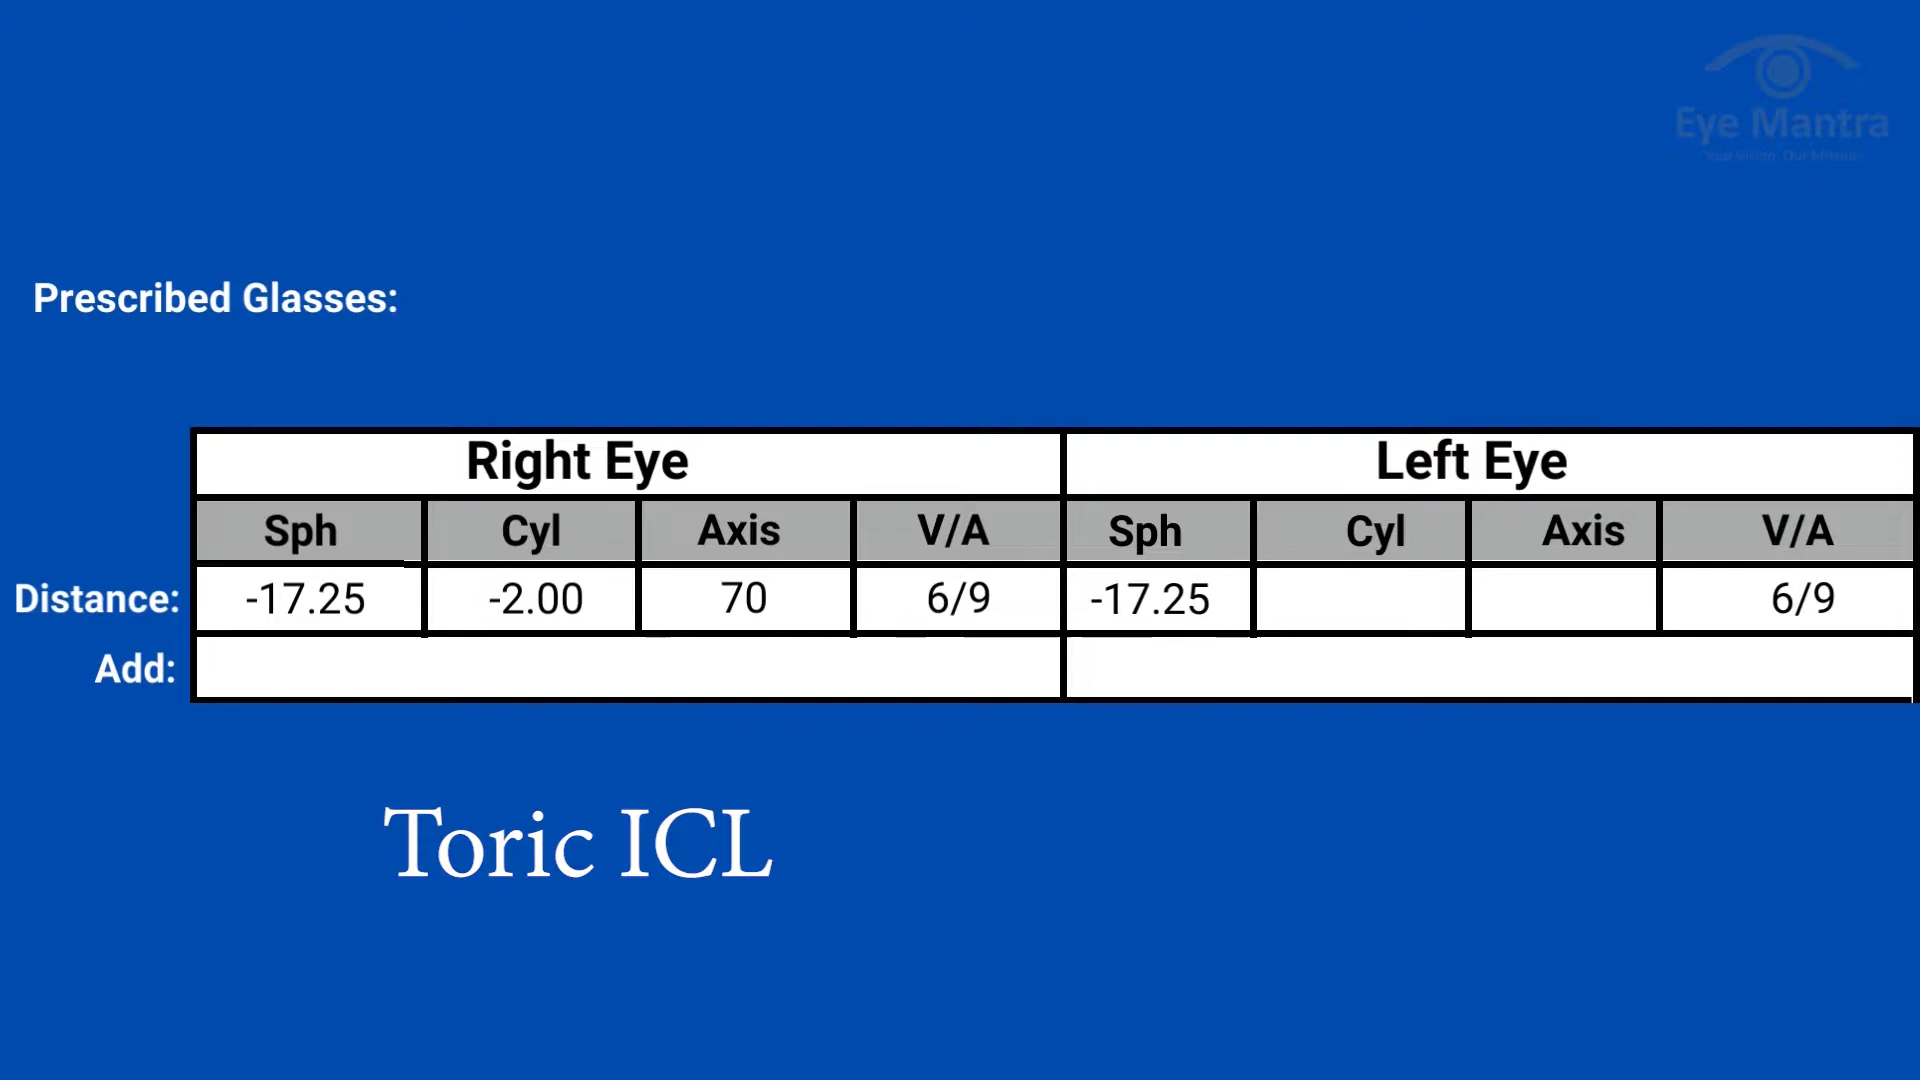 Eye Mantra
Prescribed Glasses:
Right Eye Left Eye
Sph Cyl Axis V/A Sph Cyl Axis V/A
Distance: -17.25 -2.00 70 6/9 -17.25 6/9
Add:
Toric ICL